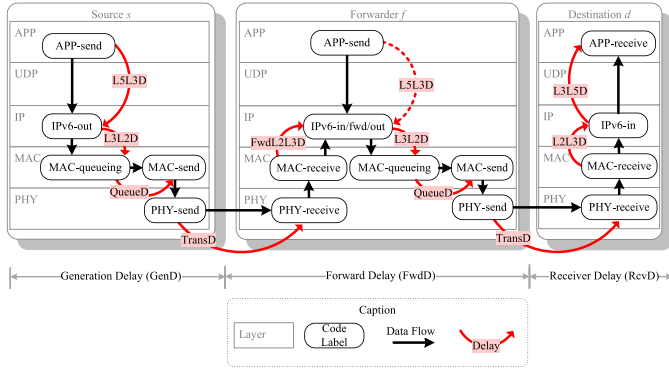 Source s
APP
APP-send
L5L3D
UDP
IP
IPv6-out
L3L2D
MAC
MAC-queueing
MAC-send
QueueD
PHY
PHY-send
TransD
Forwarder f
APP
APP-send
L5L3D
UDP
IP
IPv6-in/fwd/out
FwdL2L3D
L3L2D
MAC
MAC-receive
MAC-queueing
MAC-send
QueueD
PHY
PHY-receive
PHY-send
TransD
Destination d
APP
APP-receive
L3L5D
UDP
IP
IPv6-in
L2L3D
MAC
MAC-receive
PHY
PHY-receive
Generation Delay (GenD)
Forward Delay (FwdD)
Receiver Delay (RcvD)
Caption
Layer
Code
Label
Data Flow
Delay